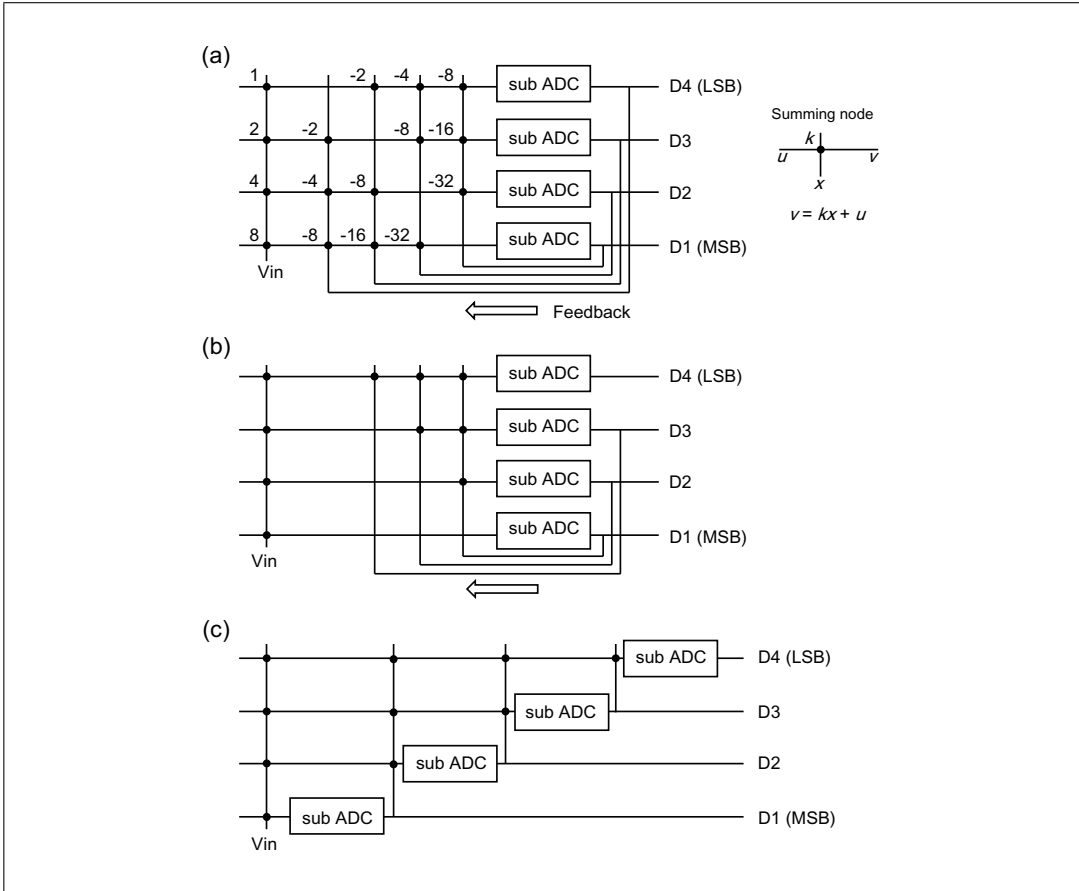 (a)
1 -2 -4 -8 sub ADC D4 (LSB)
Summing node
2 -2 -8 -16 sub ADC D3
k
u v
x
4 -4 -8 -32 sub ADC D2
v = kx + u
8 -8 -16 -32 sub ADC D1 (MSB)
Vin
Feedback
(b)
sub ADC D4 (LSB)
sub ADC D3
sub ADC D2
sub ADC D1 (MSB)
Vin
(c)
sub ADC D4 (LSB)
sub ADC D3
sub ADC D2
sub ADC D1 (MSB)
Vin